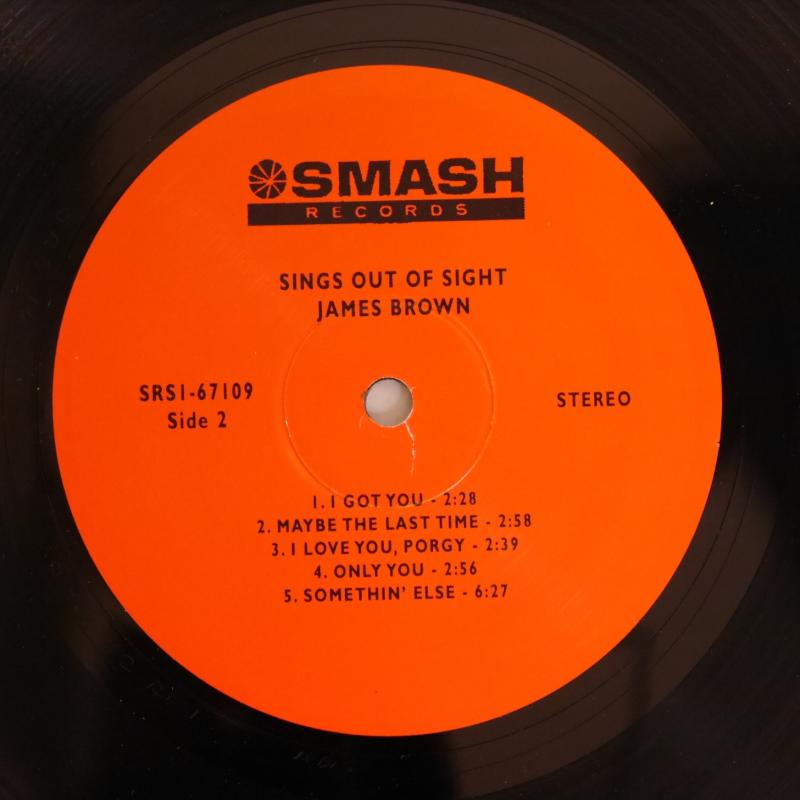 SMASH
RECORDS
SINGS OUT OF SIGHT
JAMES BROWN
SRS1-67109
Side 2
STEREO
1. I GOT YOU - 2:28
2. MAYBE THE LAST TIME - 2:58
3. I LOVE YOU, PORGY - 2:39
4. ONLY YOU - 2:56
5. SOMETHIN' ELSE - 6:27